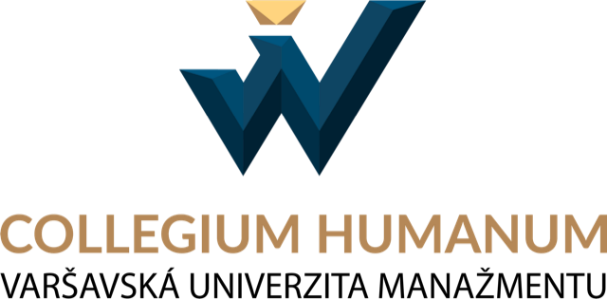 COLLEGIUM HUMANUM
VARŠAVSKÁ UNIVERZITA MANAŽMENTU